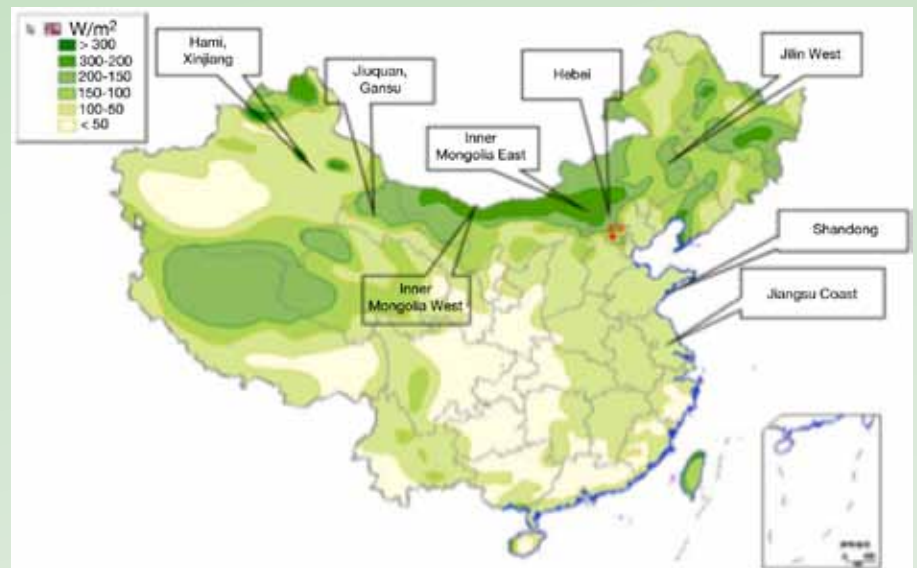 W/m²
> 300
300-200
200-150
150-100
100-50
< 50
Hami,
Xinjiang
Jiuquan,
Gansu
Hebei
Jilin West
Inner
Mongolia East
Shandong
Inner
Mongolia West
Jiangsu Coast